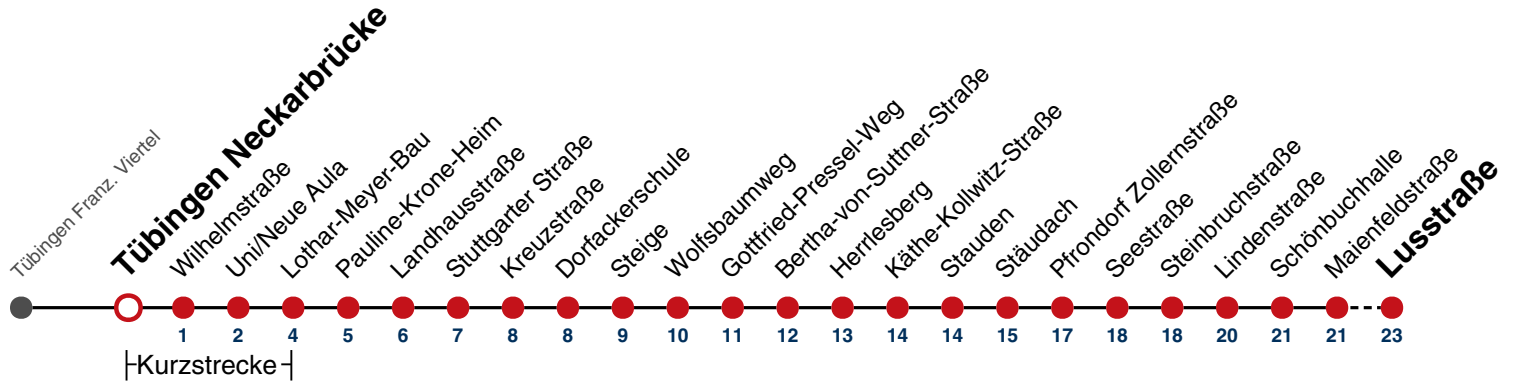 Tübingen Franz. Viertel
Tübingen Neckarbrücke
Wilhelmstraße
Uni/Neue Aula
Lothar-Meyer-Bau
Pauline-Krone-Heim
Landhausstraße
Stuttgarter Straße
Kreuzstraße
Dorfackerschule
Steige
Wolfsbaumweg
Gottfried-Pressel-Weg
Bertha-von-Suttner-Straße
Herrlesberg
Käthe-Kollwitz-Straße
Stauden
Stäudach
Pfrondorf Zollernstraße
Seestraße
Steinbruchstraße
Lindenstraße
Schönbuchhalle
Maienfeldstraße
Lusstraße
1 2 4 5 6 7 8 8 9 10 11 12 13 14 14 15 17 18 18 20 21 21 23
Kurzstrecke